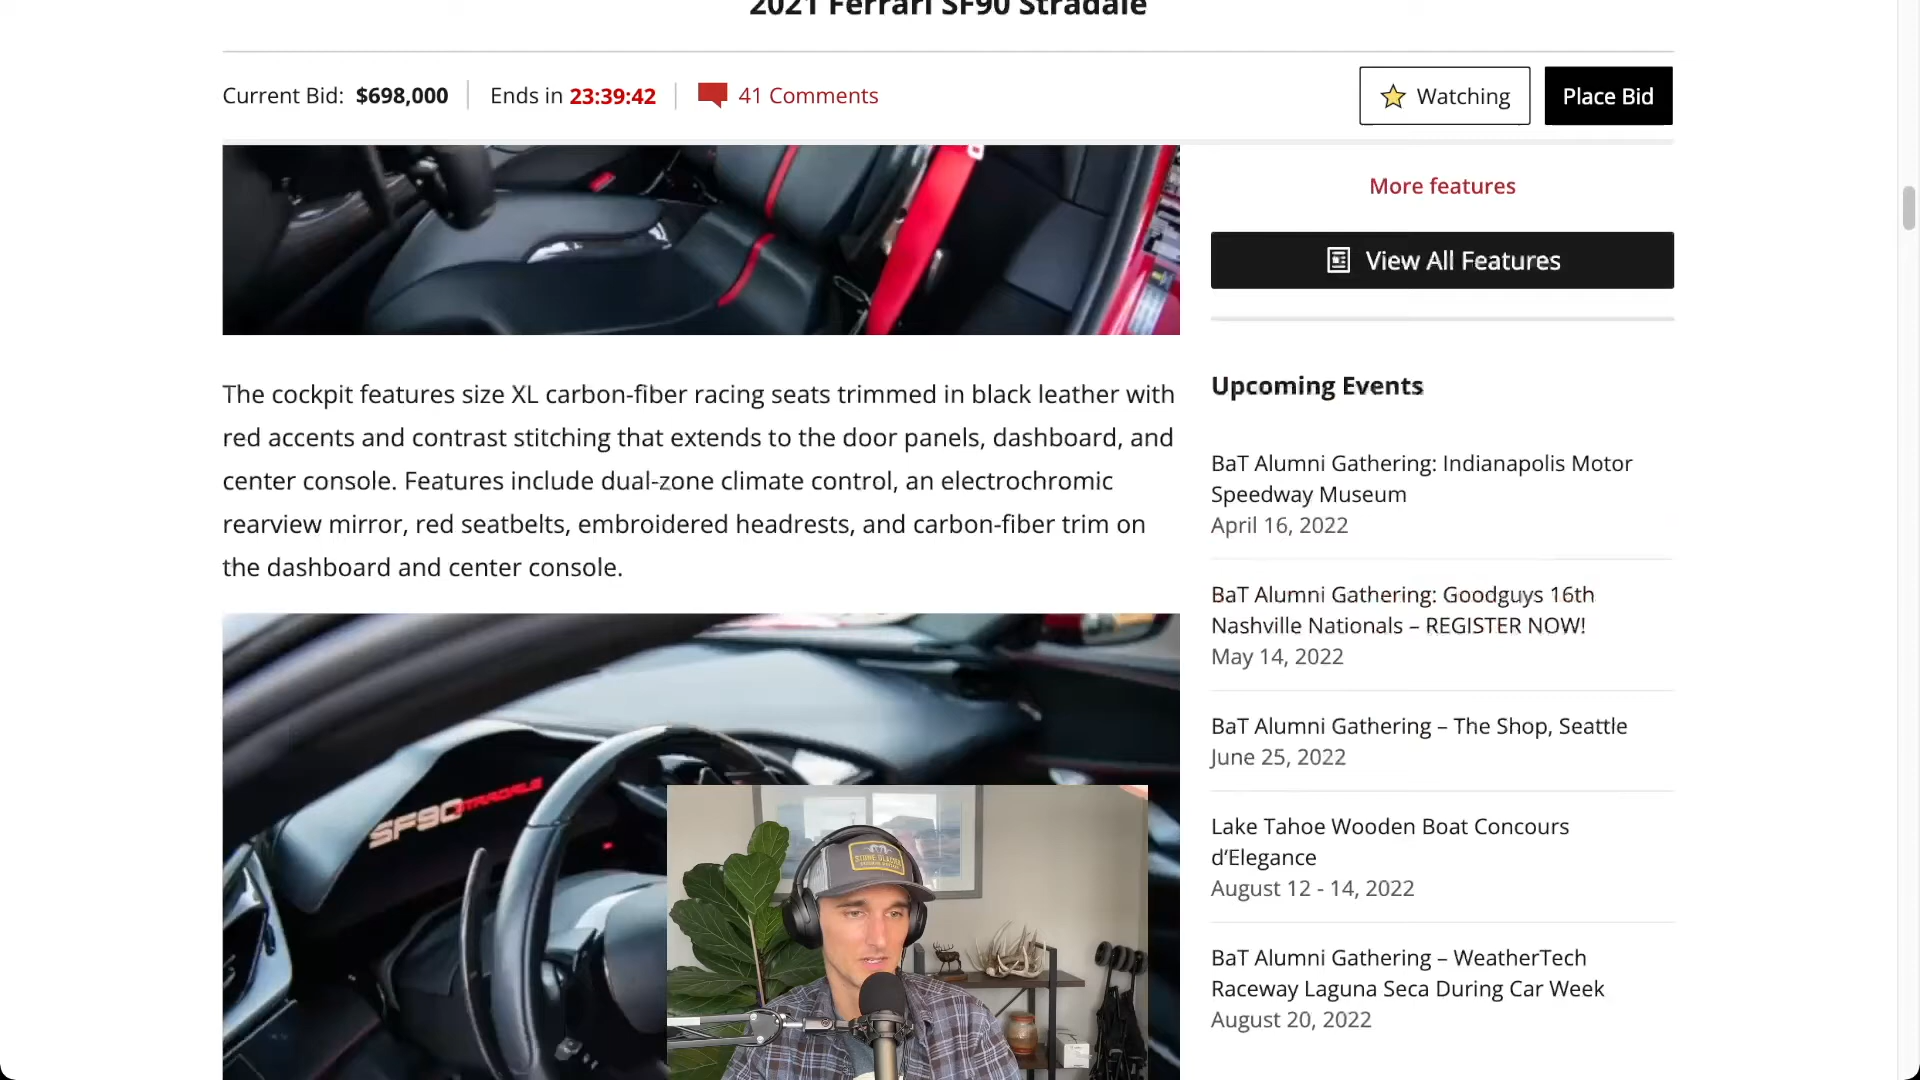 2021 Ferrari SF90 Stradale
Current Bid: $698,000
Ends in 23:39:42
41 Comments
Watching
Place Bid
More features
View All Features
The cockpit features size XL carbon-fiber racing seats trimmed in black leather with
red accents and contrast stitching that extends to the door panels, dashboard, and
center console. Features include dual-zone climate control, an electrochromic
rearview mirror, red seatbelts, embroidered headrests, and carbon-fiber trim on
the dashboard and center console.
Upcoming Events
BaT Alumni Gathering: Indianapolis Motor
Speedway Museum
April 16, 2022
BaT Alumni Gathering: Goodguys 16th
Nashville Nationals – REGISTER NOW!
May 14, 2022
BaT Alumni Gathering – The Shop, Seattle
June 25, 2022
Lake Tahoe Wooden Boat Concours
d’Elegance
August 12 - 14, 2022
BaT Alumni Gathering – WeatherTech
Raceway Laguna Seca During Car Week
August 20, 2022
SF90 STRADALE
STONE GLACIER